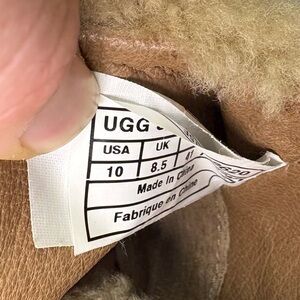 UGG
USA UK
10 8.5 41
Made In China
Fabrique en Chine